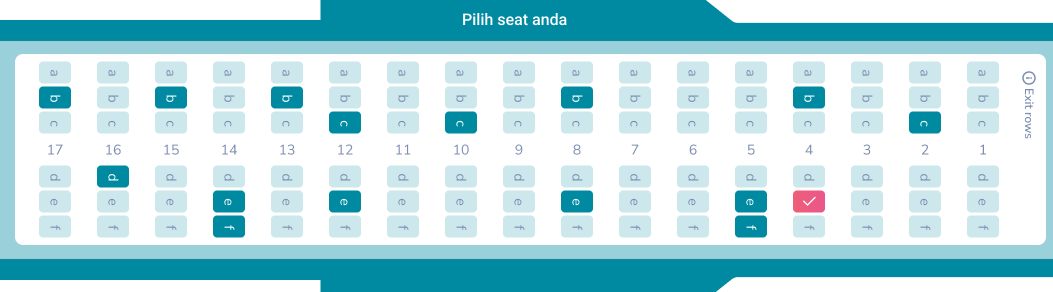 Pilih seat anda
a a a a a a a a a a a a a a a a a
b b b b b b b b b b b b b b b b b
c c c c c c c c c c c c c c c c c
17 16 15 14 13 12 11 10 9 8 7 6 5 4 3 2 1
d d d d d d d d d d d d d d d d d
e e e e e e e e e e e e e e e e
f f f f f f f f f f f f f f f f f
Exit rows